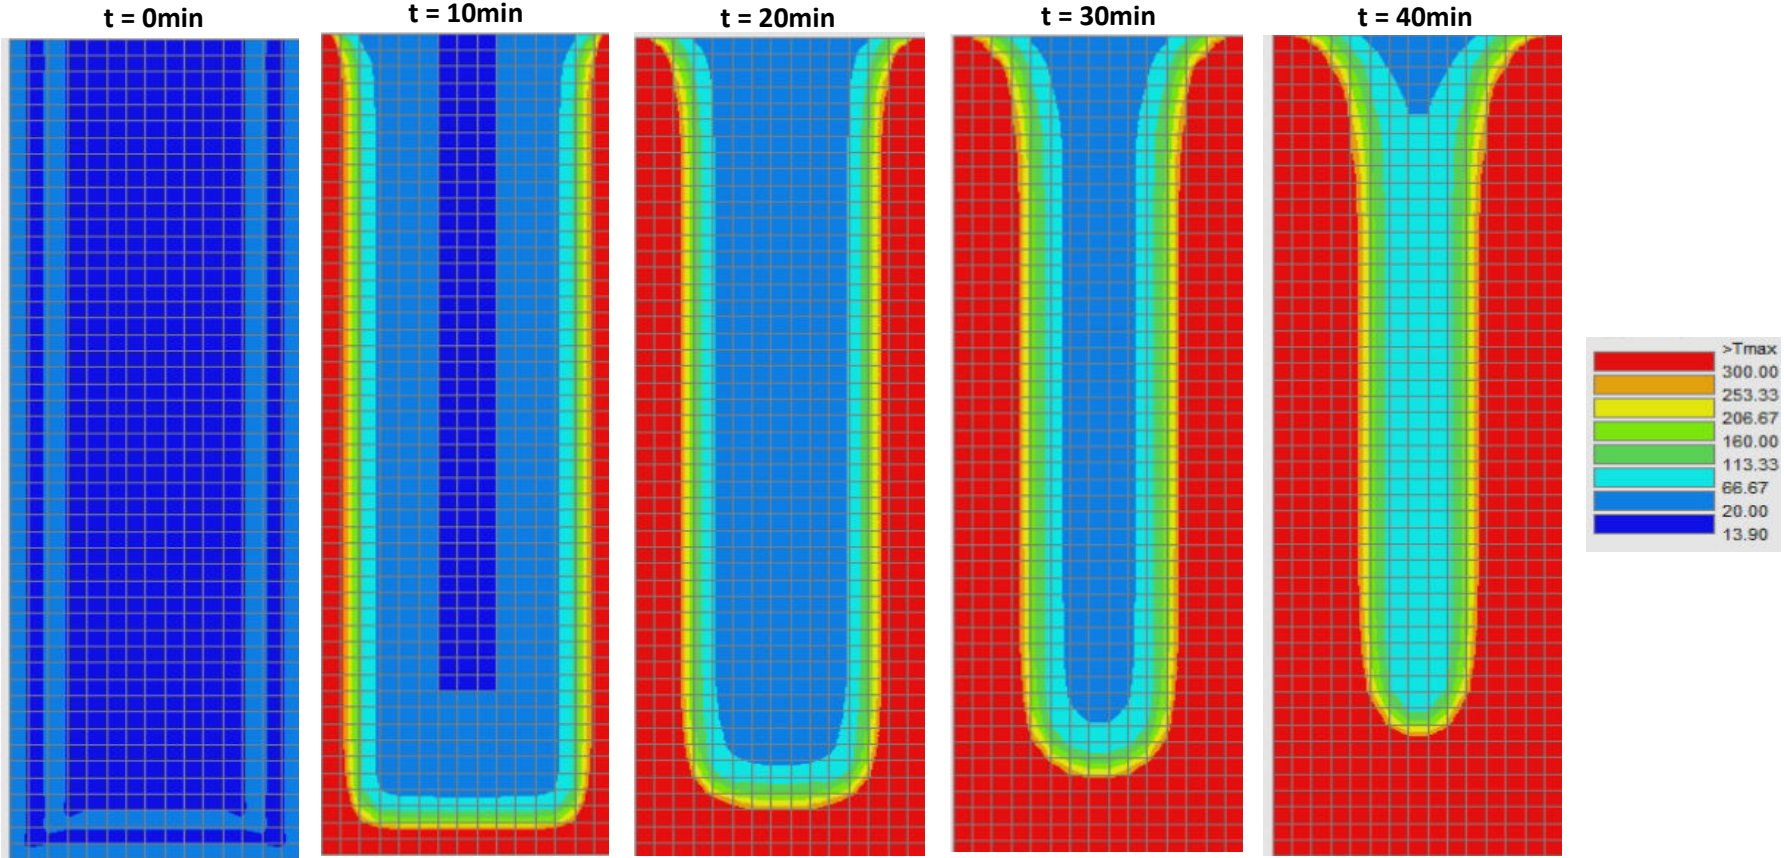 t = 0min
t = 10min
t = 20min
t = 30min
t = 40min
>Tmax
300.00
253.33
206.67
160.00
113.33
66.67
20.00
13.90